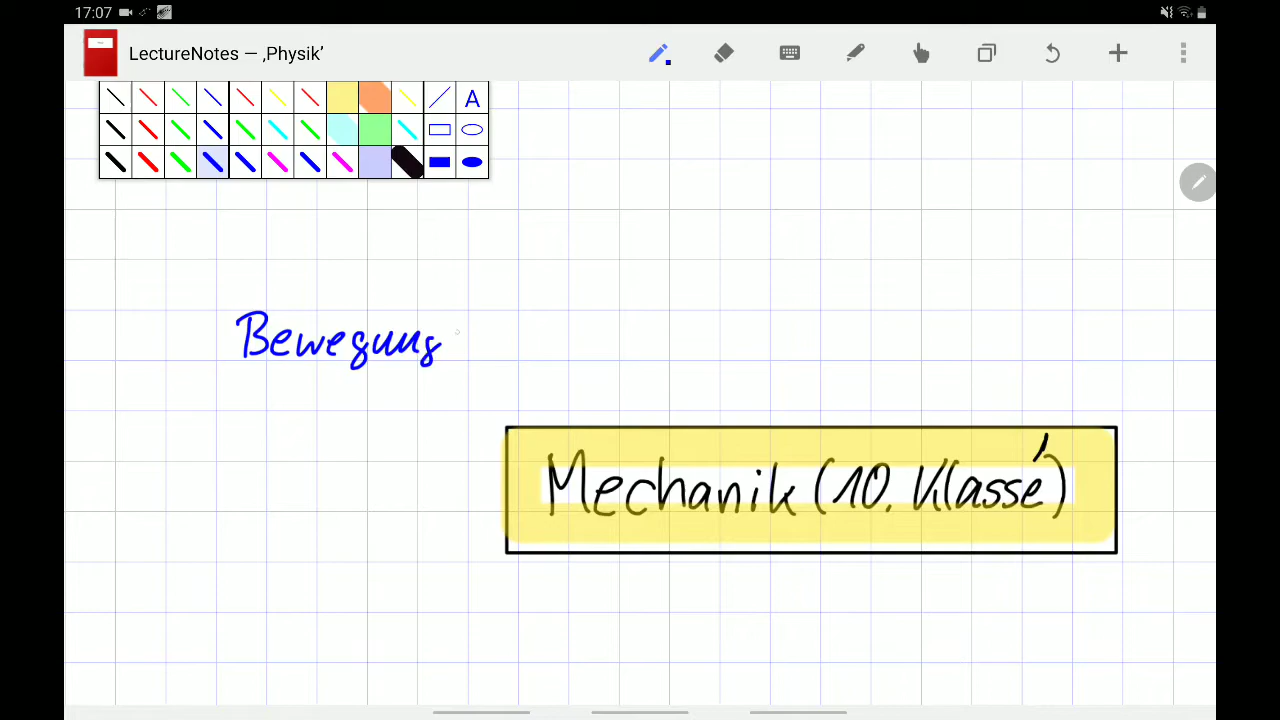 17:07
LectureNotes — ‚Physik‘
A
Bewegung
Mechanik (10. Klasse)